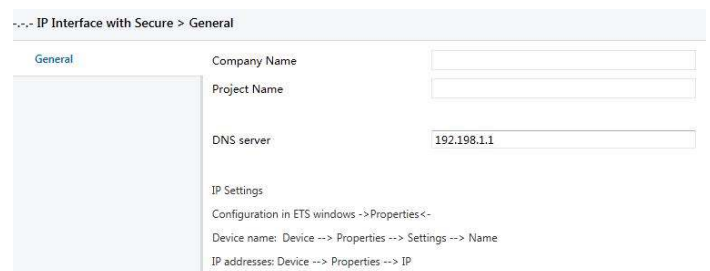 -.-.- IP Interface with Secure > General
General
Company Name
Project Name
DNS server 192.198.1.1
IP Settings
Configuration in ETS windows ->Properties<-
Device name: Device --> Properties --> Settings --> Name
IP addresses: Device --> Properties --> IP